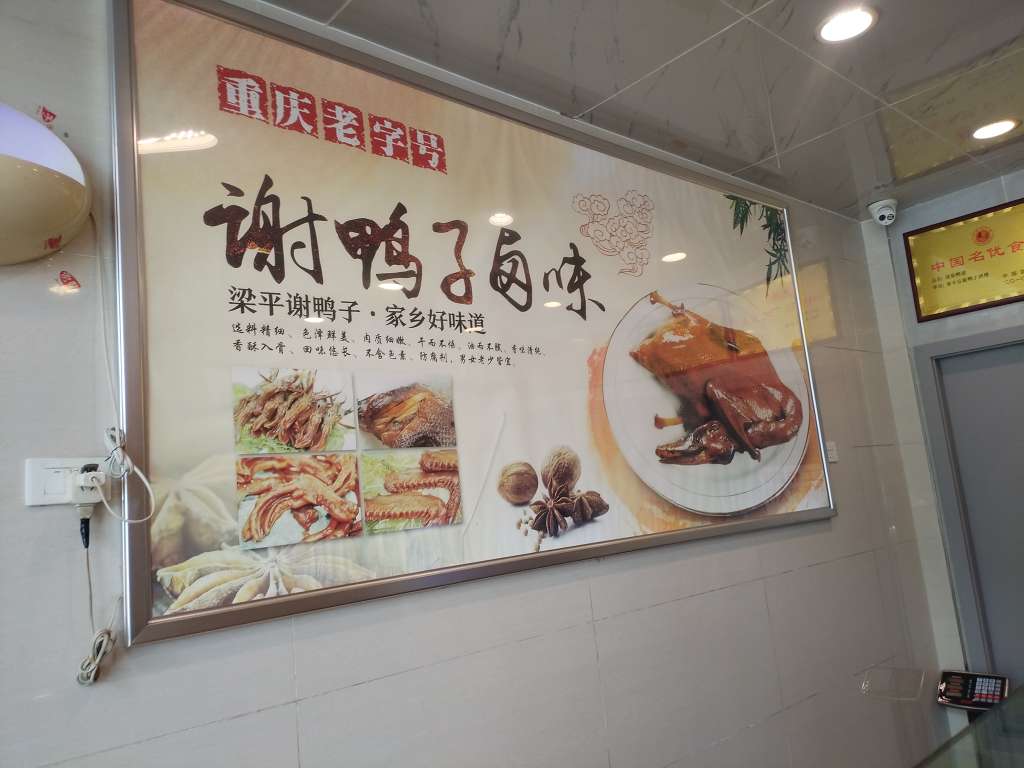 重庆老字号
谢鸭子卤味
梁平谢鸭子·家乡好味道
选料精细、色泽鲜美、肉质细嫩、干而不焙、油而不腻、香味清纯、
香酥入骨、回味悠长、不含色素、防腐剂,男女老少皆宜。
中国名优食